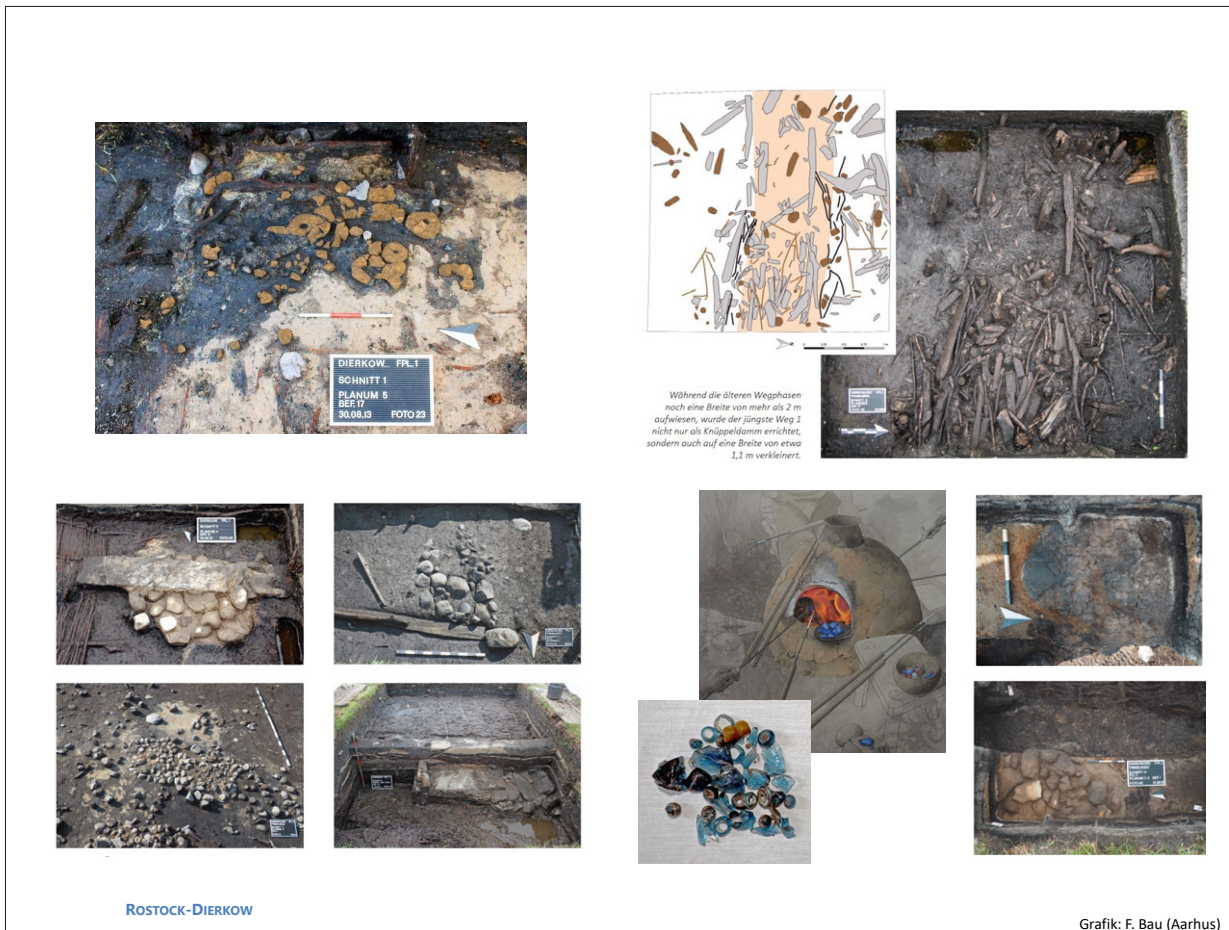 DIERKOW FPL.1
SCHNITT 1
PLANUM 5
BEF.17
30.08.13 FOTO 23
Während die älteren Wegphasen
noch eine Breite von mehr als 2 m
aufwiesen, wurde der jüngste Weg 1
nicht nur als Knüppeldamm errichtet,
sondern auch auf eine Breite von etwa
1,1 m verkleinert.
ROSTOCK-DIERKOW
Grafik: F. Bau (Aarhus)